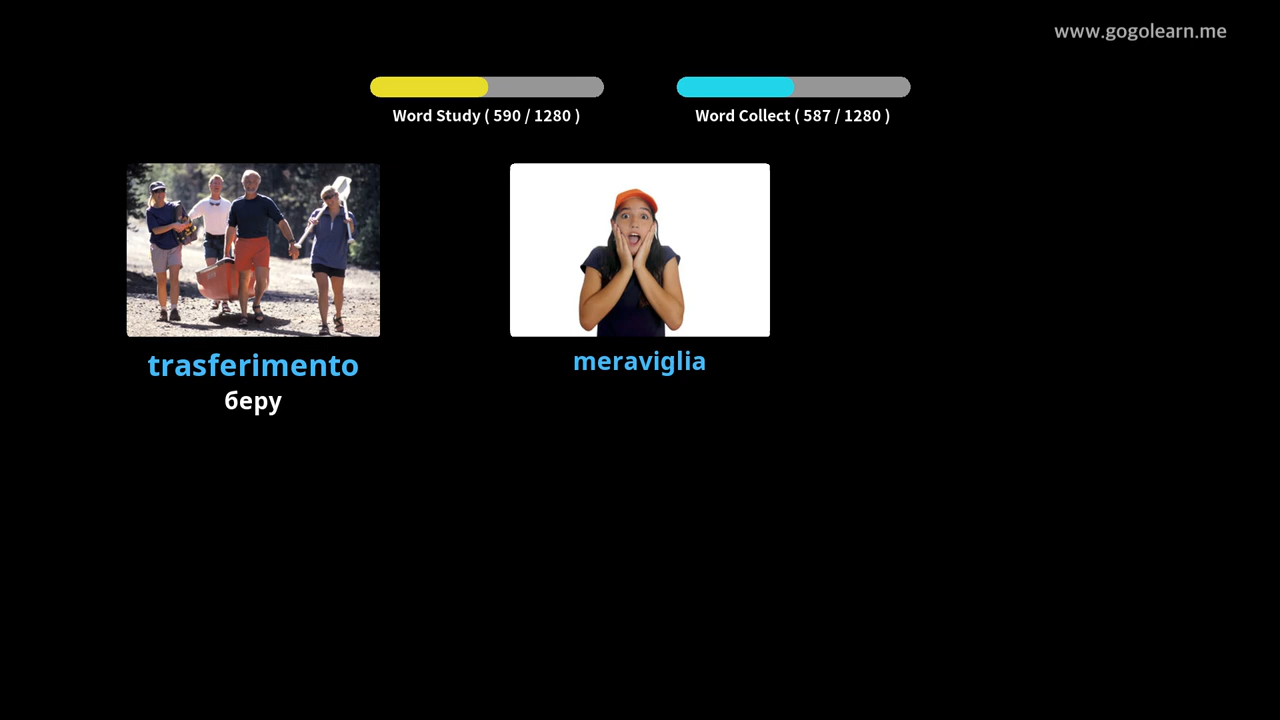 www.gogolearn.me
Word Study ( 590 / 1280 )
Word Collect ( 587 / 1280 )
trasferimento
беру
meraviglia